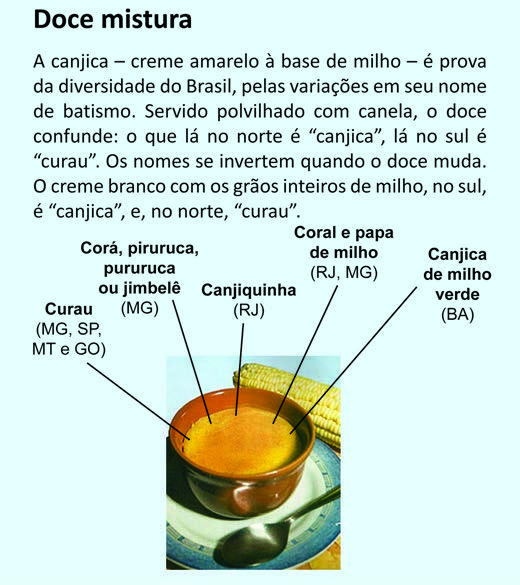 Doce mistura
A canjica – creme amarelo à base de milho – é prova
da diversidade do Brasil, pelas variações em seu nome
de batismo. Servido polvilhado com canela, o doce
confunde: o que lá no norte é “canjica”, lá no sul é
“curau”. Os nomes se invertem quando o doce muda.
O creme branco com os grãos inteiros de milho, no sul,
é “canjica”, e, no norte, “curau”.
Curau
(MG, SP,
MT e GO)
Corá, piruruca,
pururuca
ou jimbelê
(MG)
Canjiquinha
(RJ)
Coral e papa
de milho
(RJ, MG)
Canjica
de milho
verde
(BA)